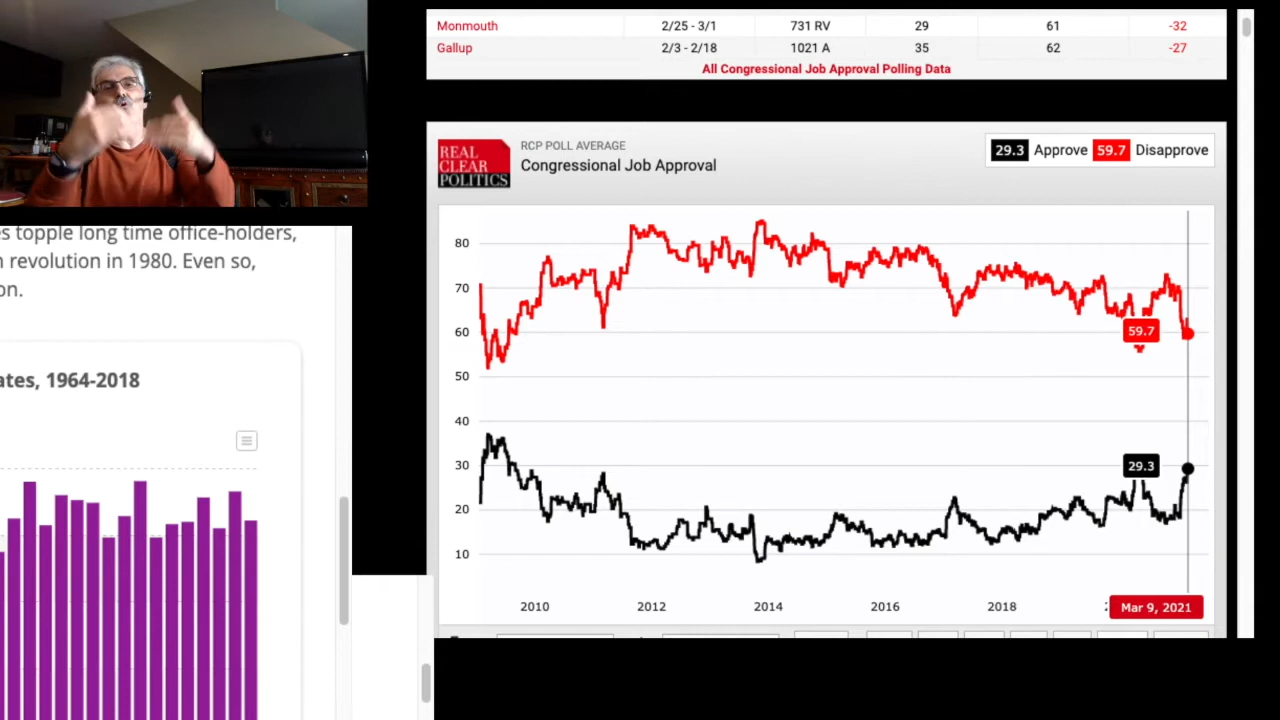 Monmouth 2/25 - 3/1 731 RV 29 61 -32
Gallup 2/3 - 2/18 1021 A 35 62 -27
All Congressional Job Approval Polling Data
REAL
CLEAR
POLITICS
RCP POLL AVERAGE
Congressional Job Approval
29.3 Approve 59.7 Disapprove
80
70
60
50
40
30
20
10
59.7
29.3
2010 2012 2014 2016 2018 Mar 9, 2021
topple long time office-holders,
revolution in 1980. Even so,
1964-2018